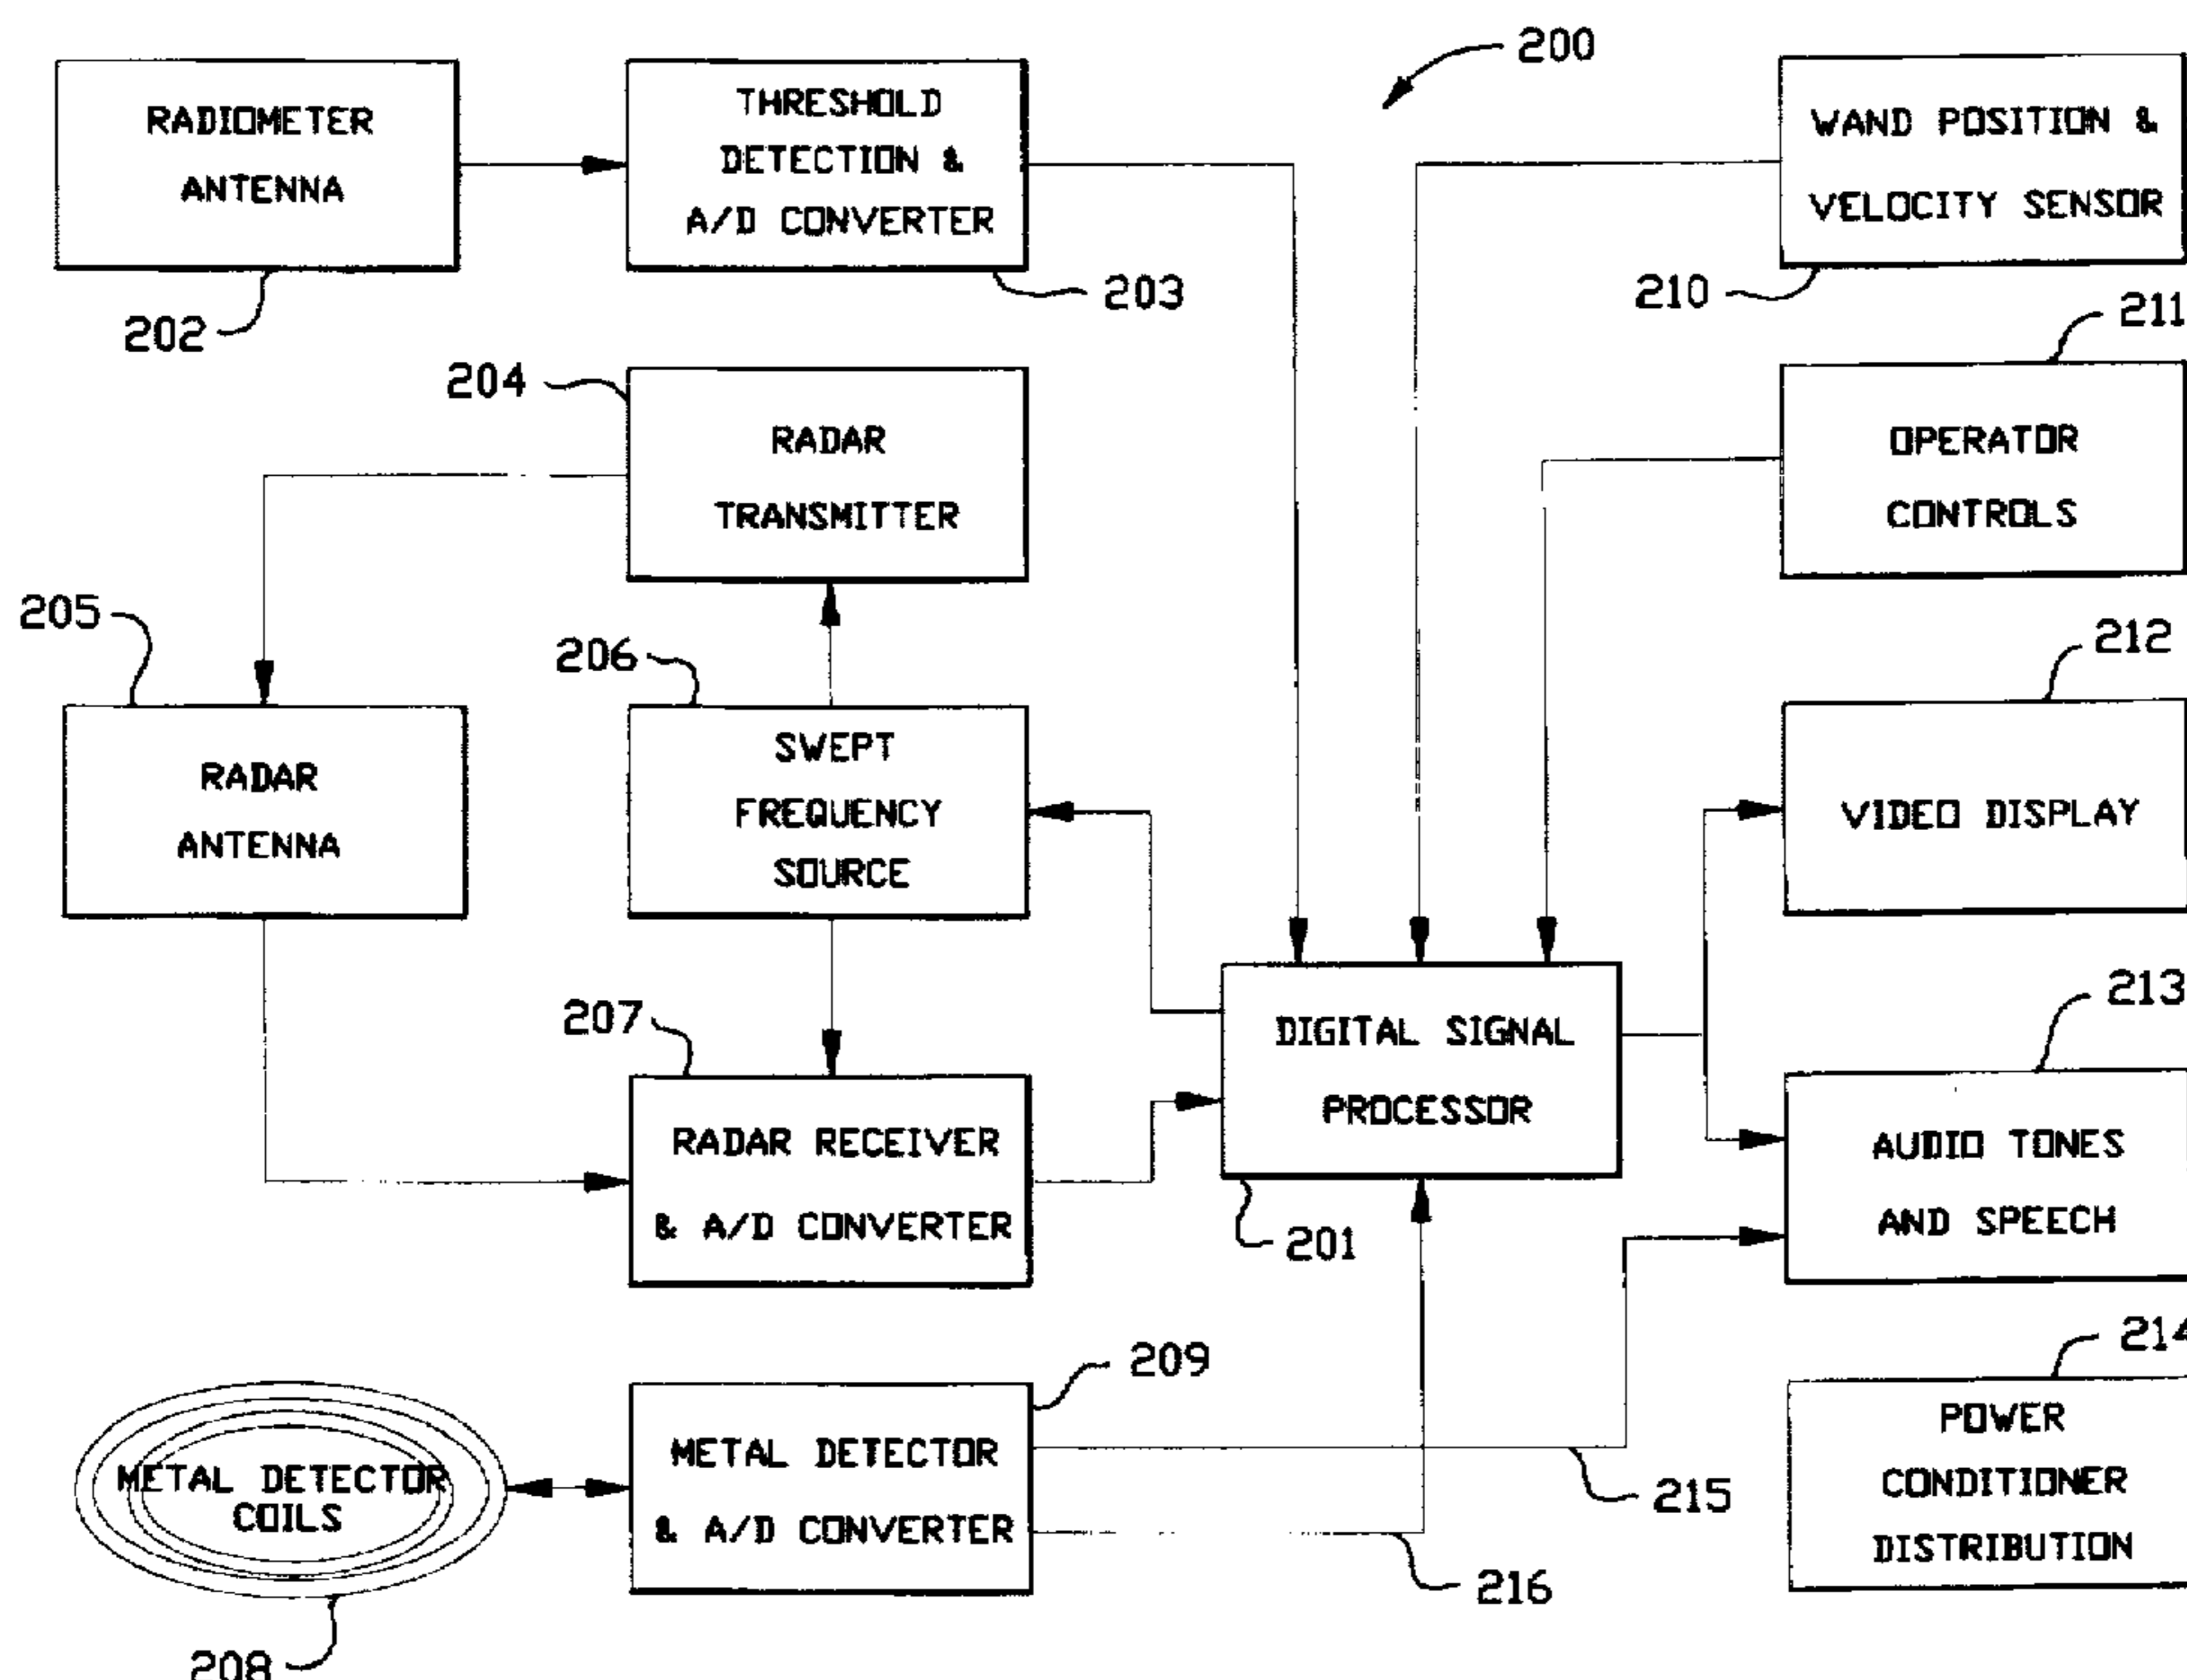 200
RADIOMETER
ANTENNA
202
THRESHOLD
DETECTION &
A/D CONVERTER
203
WAND POSITION &
VELOCITY SENSOR
210
211
204
RADAR
TRANSMITTER
OPERATOR
CONTROLS
205
206
212
RADAR
ANTENNA
SWEPT
FREQUENCY
SOURCE
VIDEO DISPLAY
207
213
DIGITAL SIGNAL
PROCESSOR
201
RADAR RECEIVER
& A/D CONVERTER
AUDIO TONES
AND SPEECH
209
214
METAL DETECTOR
COILS
208
METAL DETECTOR
& A/D CONVERTER
215
216
POWER
CONDITIONER
DISTRIBUTION